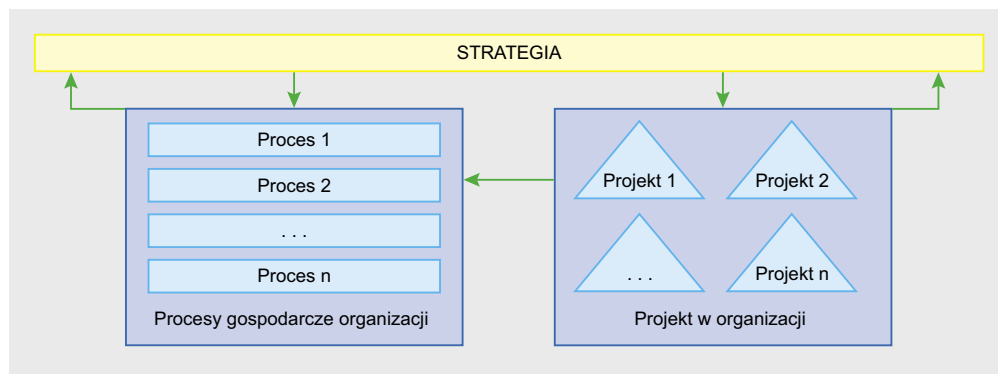 STRATEGIA
Proces 1
Proces 2
. . .
Proces n
Procesy gospodarcze organizacji
Projekt 1
Projekt 2
. . .
Projekt n
Projekt w organizacji